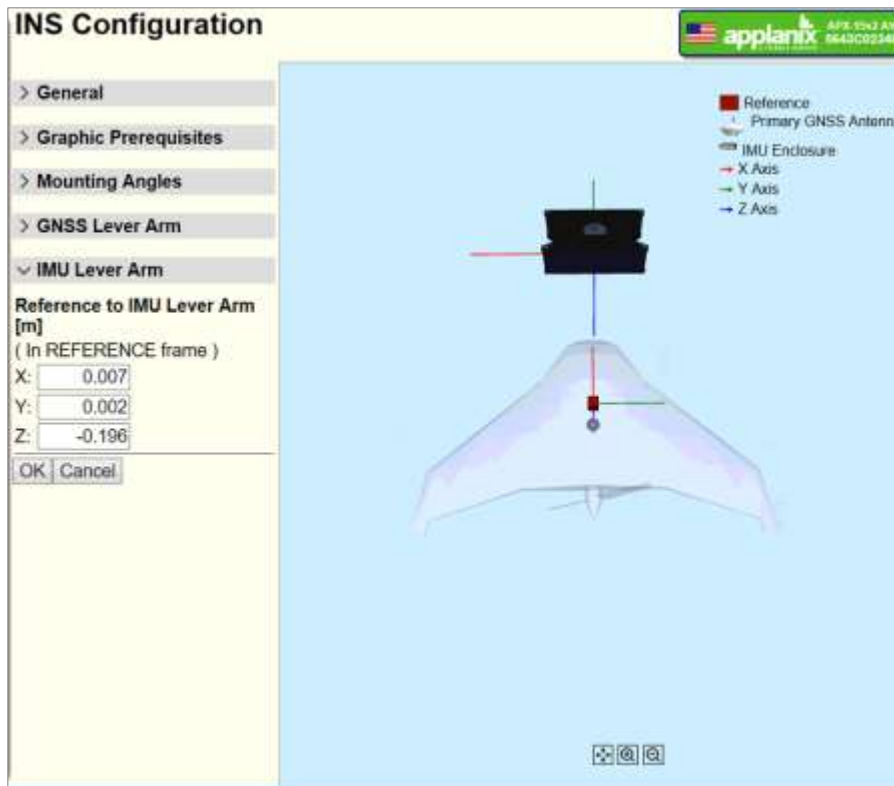 INS Configuration
applanix
> General
> Graphic Prerequisites
> Mounting Angles
> GNSS Lever Arm
IMU Lever Arm
Reference to IMU Lever Arm
[m]
( In REFERENCE frame )
X: 0.007
Y: 0.002
Z: -0.196
OK Cancel
Reference
Primary GNSS Antenn
IMU Enclosure
X Axis
Y Axis
Z Axis